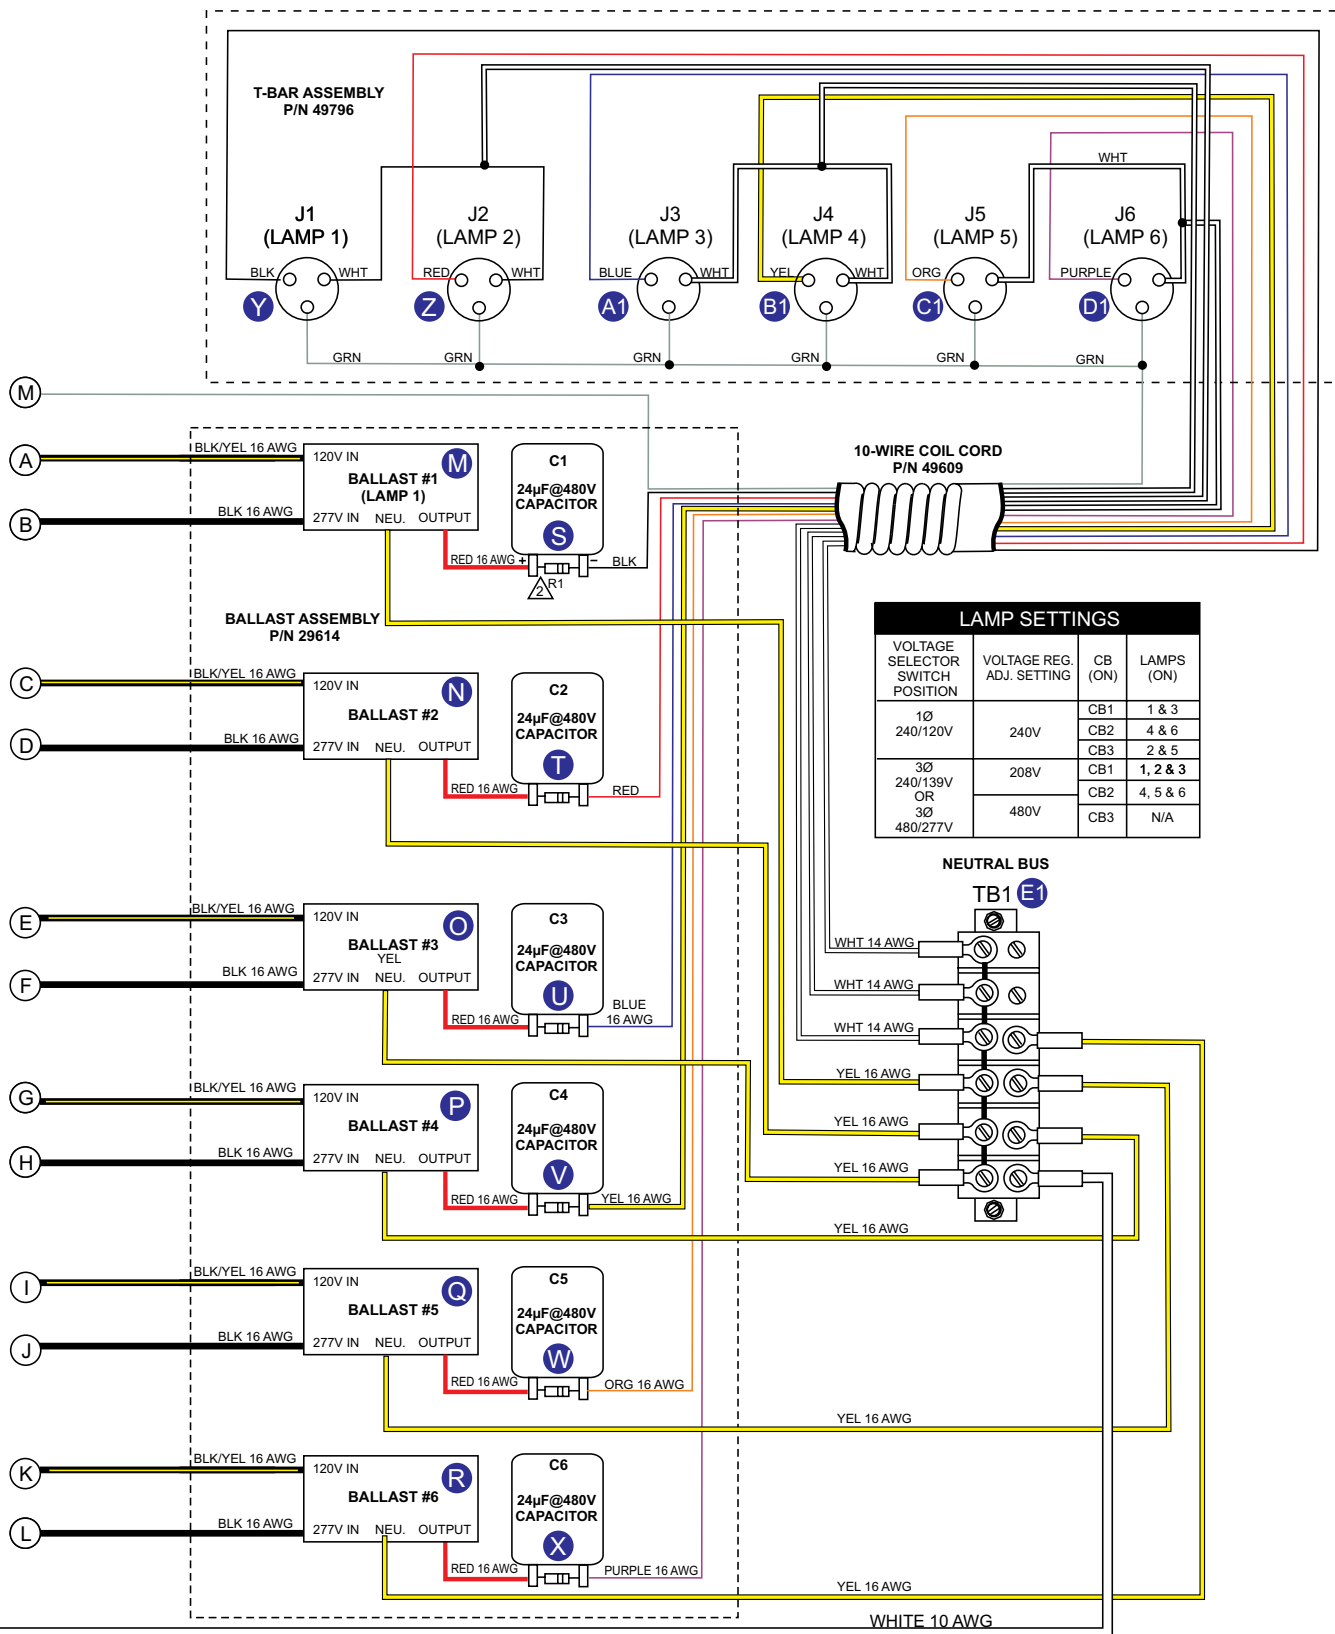 T-BAR ASSEMBLY
P/N 49796
WHT
J1
(LAMP 1)
J2
(LAMP 2)
J3
(LAMP 3)
J4
(LAMP 4)
J5
(LAMP 5)
J6
(LAMP 6)
BLK
WHT
RED
WHT
BLUE
WHT
YEL
WHT
ORG
PURPLE
Y
Z
A1
B1
C1
D1
GRN
GRN
GRN
GRN
GRN
GRN
M
A
BLK/YEL 16 AWG
120V IN
M
BALLAST #1
(LAMP 1)
B
BLK 16 AWG
277V IN NEU. OUTPUT
C1
24µF@480V
CAPACITOR
S
RED 16 AWG + – BLK
2 R1
10-WIRE COIL CORD
P/N 49609
BALLAST ASSEMBLY
P/N 29614
LAMP SETTINGS
VOLTAGE SELECTOR SWITCH POSITION
VOLTAGE REG. ADJ. SETTING
CB (ON)
LAMPS (ON)
1Ø 240/120V
240V
CB1 1 & 3
CB2 4 & 6
CB3 2 & 5
3Ø 240/139V OR 3Ø 480/277V
208V
480V
CB1 1, 2 & 3
CB2 4, 5 & 6
CB3 N/A
C
BLK/YEL 16 AWG
120V IN
N
BALLAST #2
D
BLK 16 AWG
277V IN NEU. OUTPUT
C2
24µF@480V
CAPACITOR
T
RED 16 AWG
RED
NEUTRAL BUS
TB1 E1
WHT 14 AWG
WHT 14 AWG
WHT 14 AWG
YEL 16 AWG
YEL 16 AWG
YEL 16 AWG
E
BLK/YEL 16 AWG
120V IN
O
BALLAST #3
YEL
F
BLK 16 AWG
277V IN NEU. OUTPUT
C3
24µF@480V
CAPACITOR
U
RED 16 AWG
BLUE
16 AWG
G
BLK/YEL 16 AWG
120V IN
P
BALLAST #4
H
BLK 16 AWG
277V IN NEU. OUTPUT
C4
24µF@480V
CAPACITOR
V
RED 16 AWG
YEL 16 AWG
YEL 16 AWG
I
BLK/YEL 16 AWG
120V IN
Q
BALLAST #5
J
BLK 16 AWG
277V IN NEU. OUTPUT
C5
24µF@480V
CAPACITOR
W
RED 16 AWG
ORG 16 AWG
YEL 16 AWG
K
BLK/YEL 16 AWG
120V IN
R
BALLAST #6
L
BLK 16 AWG
277V IN NEU. OUTPUT
C6
24µF@480V
CAPACITOR
X
RED 16 AWG
PURPLE 16 AWG
YEL 16 AWG
WHITE 10 AWG